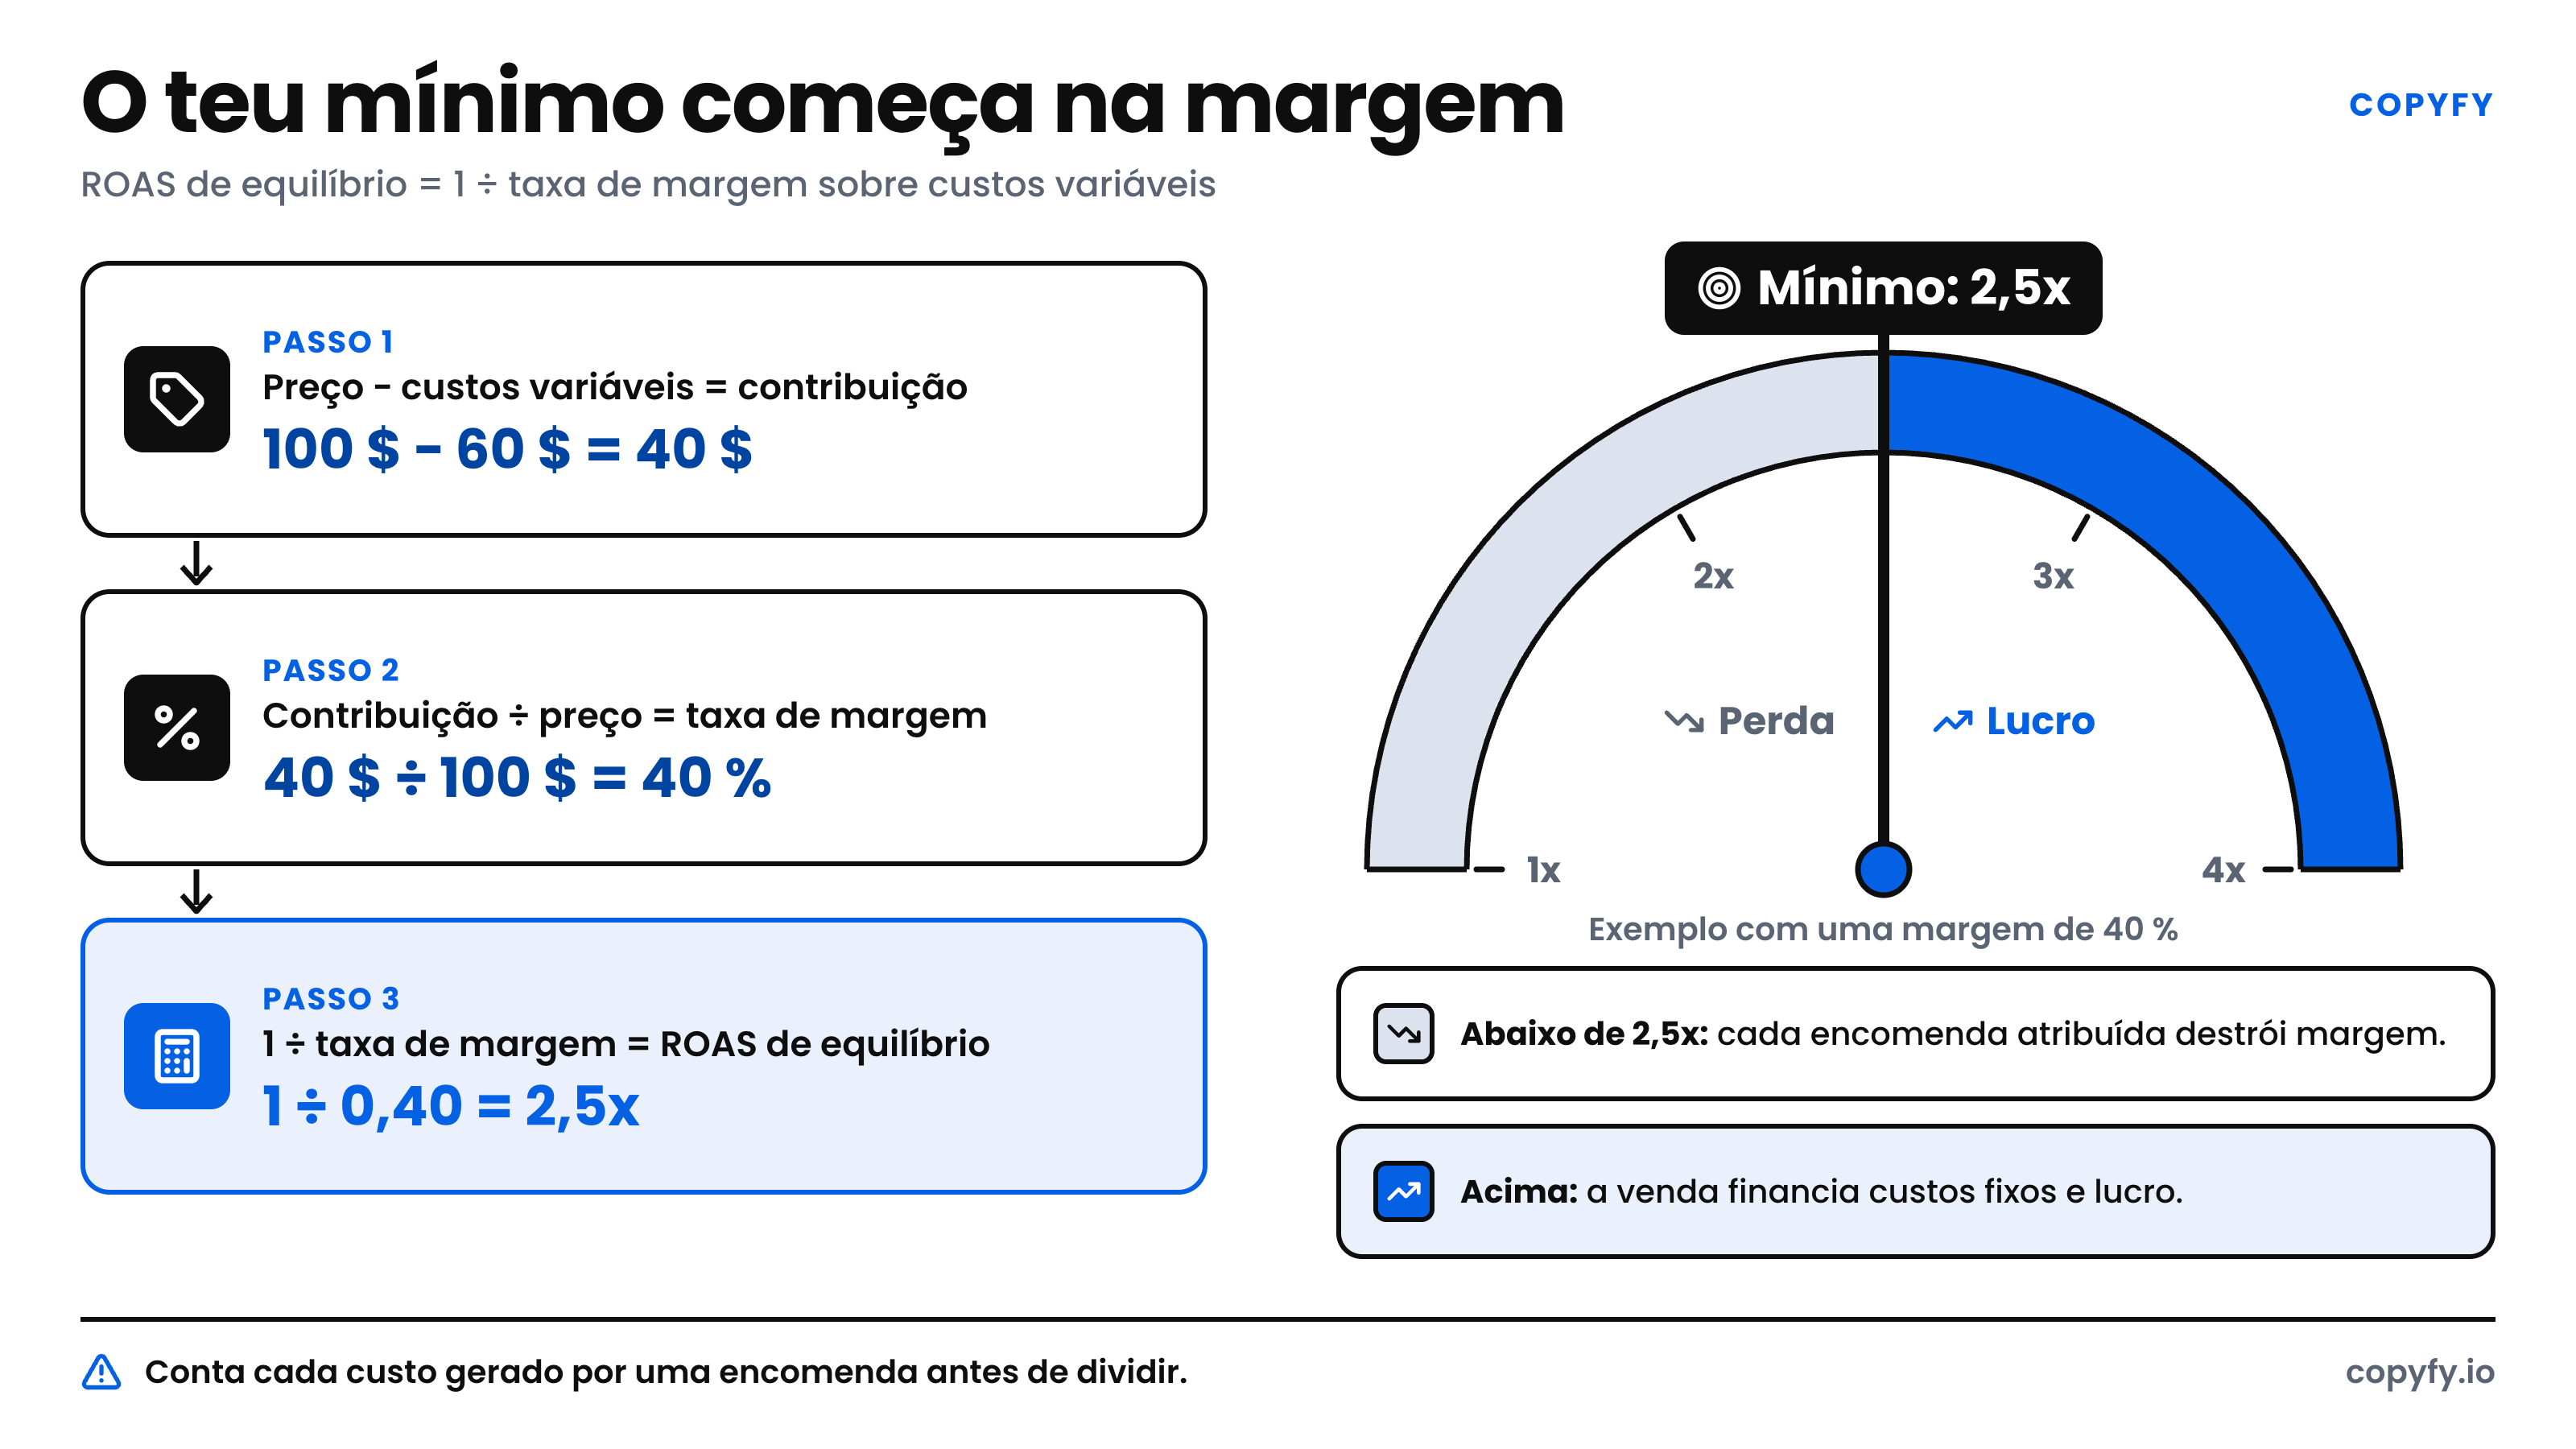 O teu mínimo começa na margem
COPYFY
ROAS de equilíbrio = 1 ÷ taxa de margem sobre custos variáveis
PASSO 1
Preço - custos variáveis = contribuição
100 $ - 60 $ = 40 $
PASSO 2
Contribuição ÷ preço = taxa de margem
40 $ ÷ 100 $ = 40 %
PASSO 3
1 ÷ taxa de margem = ROAS de equilíbrio
1 ÷ 0,40 = 2,5x
Mínimo: 2,5x
2x
3x
Perda
Lucro
1x
4x
Exemplo com uma margem de 40 %
Abaixo de 2,5x: cada encomenda atribuída destrói margem.
Acima: a venda financia custos fixos e lucro.
Conta cada custo gerado por uma encomenda antes de dividir.
copyfy.io